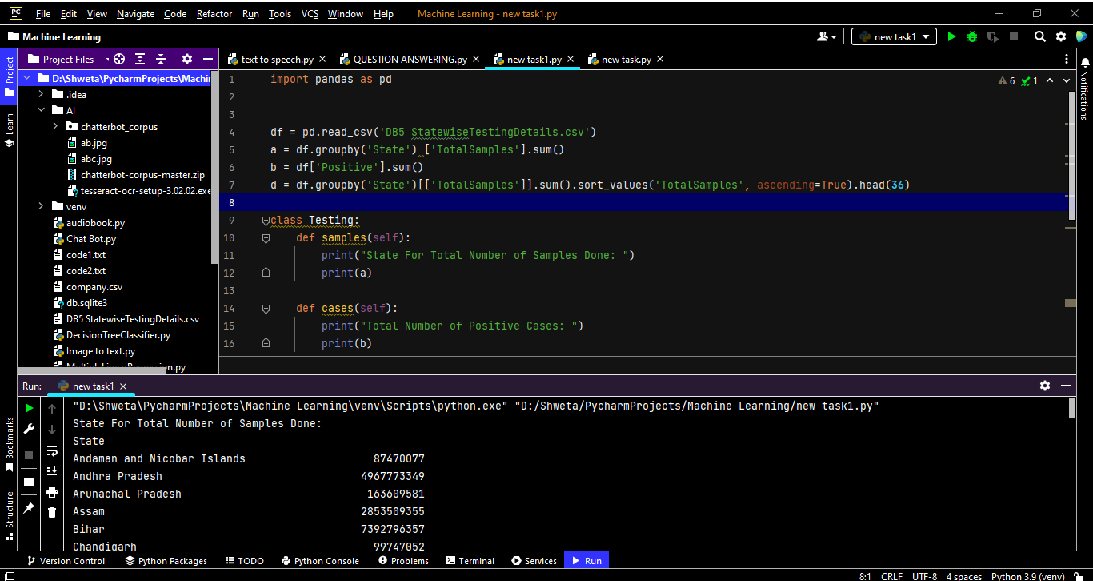 PC File Edit View Navigate Code Refactor Run Tools VCS Window Help Machine Learning - new task1.py
Machine Learning new task1
Project Files
text to speech.py QUESTION ANSWERING.py new task1.py new task.py
D:\Shweta\PycharmProjects\Machin
.idea
AI
chatterbot_corpus
ab.jpg
abc.jpg
chatterbot-corpus-master.zip
tesseract-ocr-setup-3.02.02.exe
venv
audiobook.py
Chat Bot.py
code1.txt
code2.txt
company.csv
db.sqlite3
DB5 StatewiseTestingDetails.csv
DecisionTreeClassifier.py
Image to text.py
Project
Learn
Notifications
6 1
1 import pandas as pd
2
3
4 df = pd.read_csv('DB5 StatewiseTestingDetails.csv')
5 a = df.groupby('State') ['TotalSamples'].sum()
6 b = df['Positive'].sum()
7 d = df.groupby('State')[['TotalSamples']].sum().sort_values('TotalSamples', ascending=True).head(36)
8
9 class Testing:
10 def samples(self):
11 print("State For Total Number of Samples Done: ")
12 print(a)
13
14 def cases(self):
15 print("Total Number of Positive Cases: ")
16 print(b)
Run: new task1
"D:\Shweta\PycharmProjects\Machine Learning\venv\Scripts\python.exe" "D:/Shweta/PycharmProjects/Machine Learning/new task1.py"
State For Total Number of Samples Done:
State
Andaman and Nicobar Islands 87470077
Andhra Pradesh 4967773349
Arunachal Pradesh 163609581
Assam 2853509355
Bihar 7392796357
Chandigarh 99747052
Bookmarks
Structure
Version Control Python Packages TODO Python Console Problems Terminal Services Run
8:1 CRLF UTF-8 4 spaces Python 3.9 (venv)